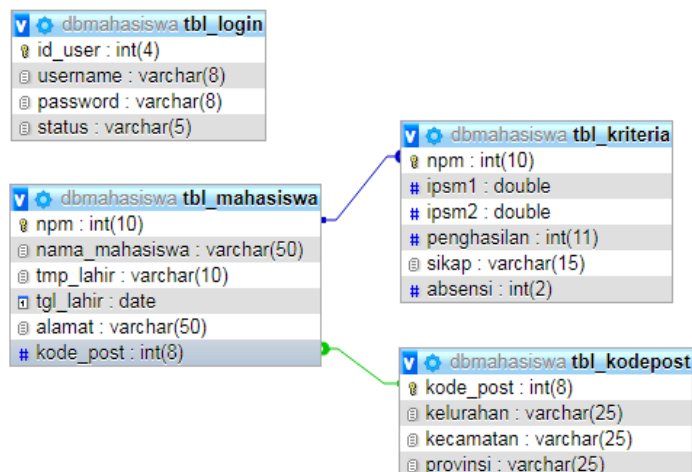 dbmahasiswa tbl_login
id_user : int(4)
username : varchar(8)
password : varchar(8)
status : varchar(5)
dbmahasiswa tbl_mahasiswa
npm : int(10)
nama_mahasiswa : varchar(50)
tmp_lahir : varchar(10)
tgl_lahir : date
alamat : varchar(50)
# kode_post : int(8)
dbmahasiswa tbl_kriteria
npm : int(10)
# ipsm1 : double
# ipsm2 : double
# penghasilan : int(11)
sikap : varchar(15)
# absensi : int(2)
dbmahasiswa tbl_kodepost
kode_post : int(8)
kelurahan : varchar(25)
kecamatan : varchar(25)
provinsi : varchar(25)